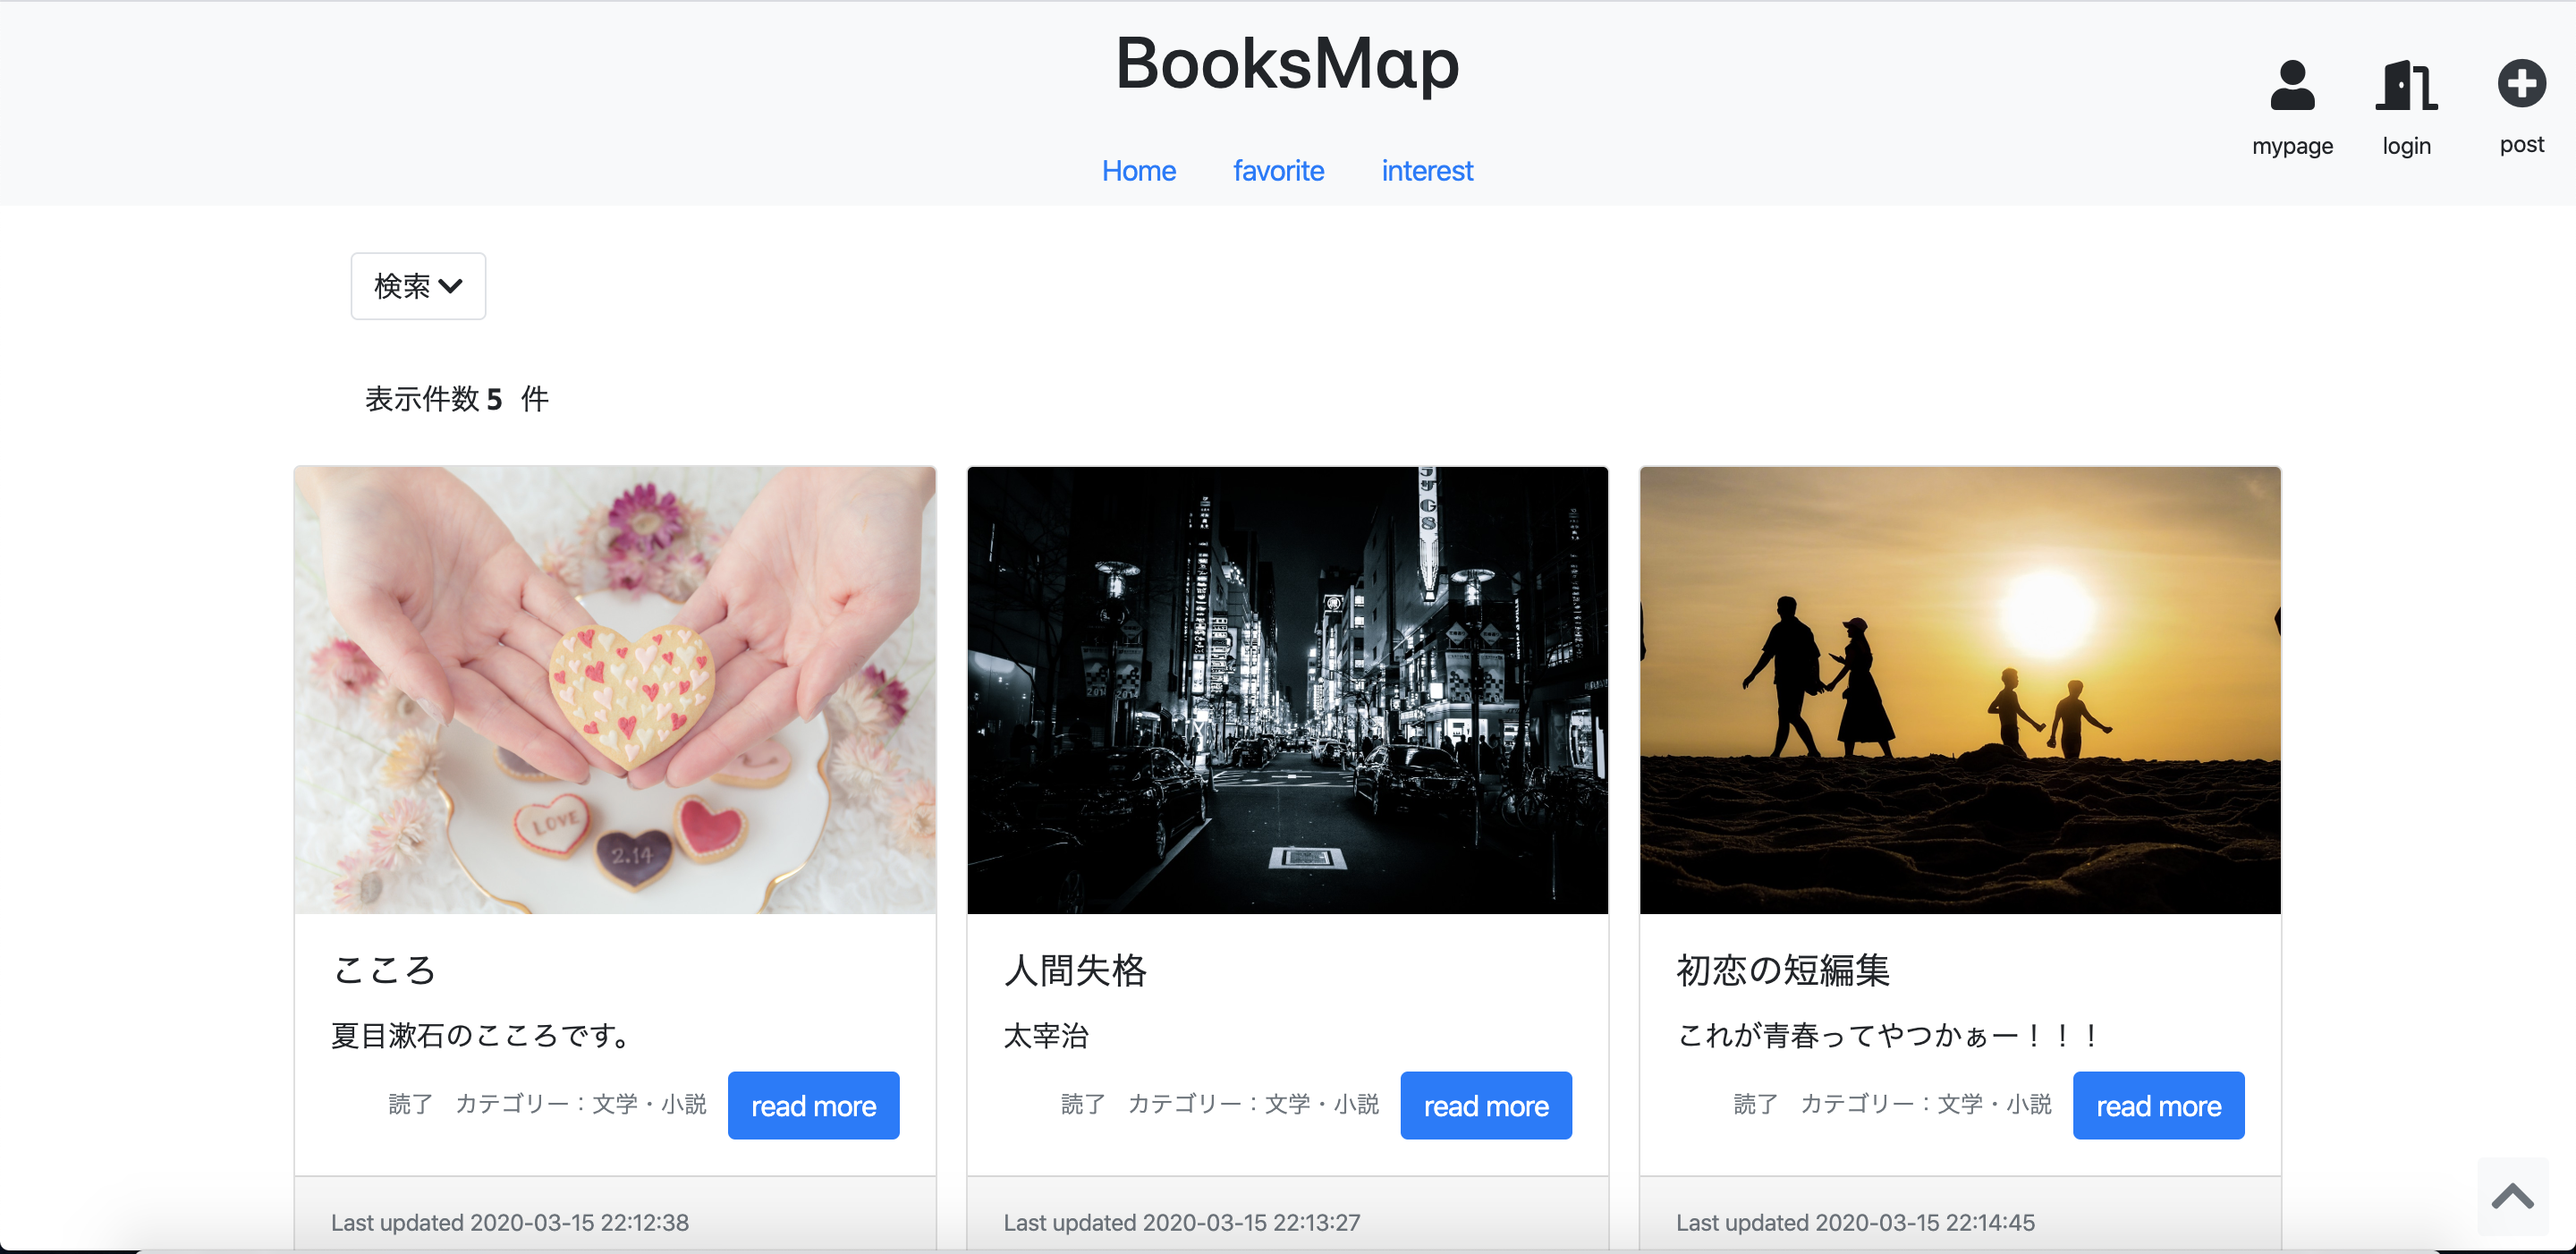 BooksMap
mypage
login
post
Home favorite interest
検索
表示件数 5 件
LOVE
2.14
こころ
夏目漱石のこころです。
読了 カテゴリー：文学・小説 read more
Last updated 2020-03-15 22:12:38
人間失格
太宰治
読了 カテゴリー：文学・小説 read more
Last updated 2020-03-15 22:13:27
初恋の短編集
これが青春ってやつかぁー！！！
読了 カテゴリー：文学・小説 read more
Last updated 2020-03-15 22:14:45